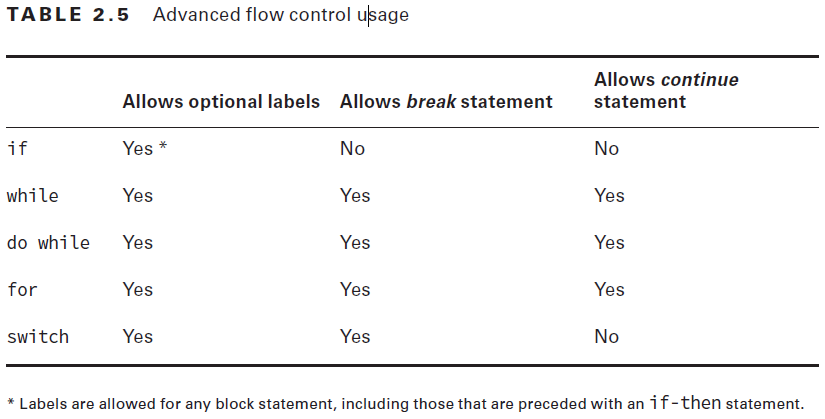 TABLE 2.5 Advanced flow control usage
Allows optional labels Allows break statement Allows continue statement
if Yes * No No
while Yes Yes Yes
do while Yes Yes Yes
for Yes Yes Yes
switch Yes Yes No
* Labels are allowed for any block statement, including those that are preceded with an if-then statement.